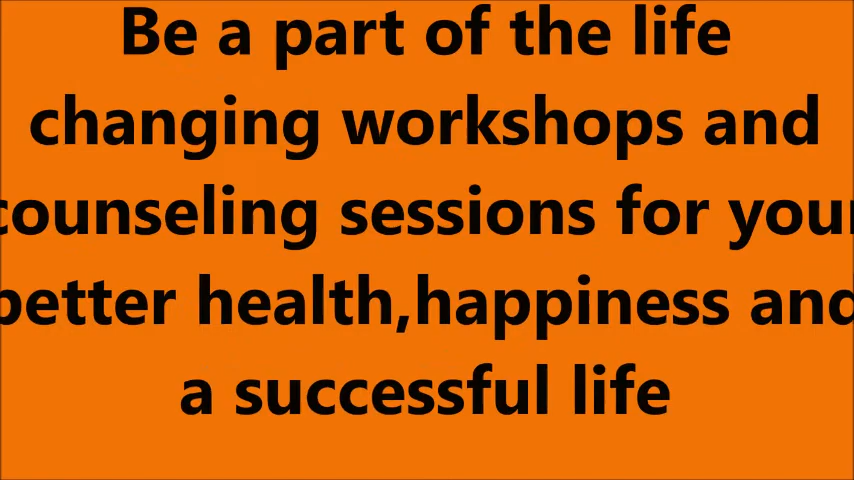 Be a part of the life
changing workshops and
counseling sessions for your
better health,happiness and
a successful life